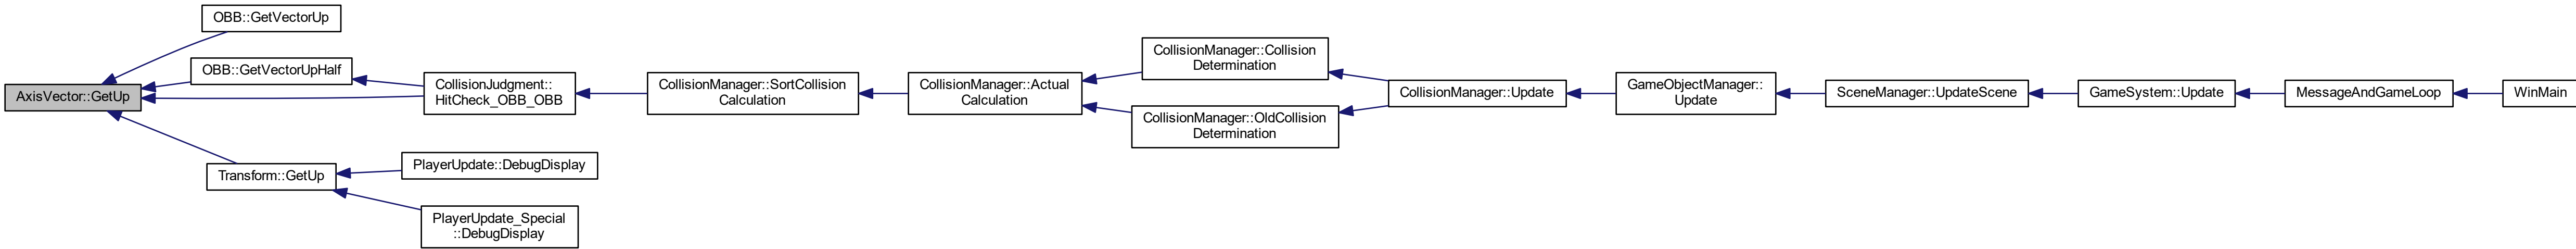 AxisVector::GetUp
OBB::GetVectorUp
OBB::GetVectorUpHalf
CollisionJudgment::
HitCheck_OBB_OBB
CollisionManager::SortCollision
Calculation
CollisionManager::Actual
Calculation
CollisionManager::Collision
Determination
CollisionManager::OldCollision
Determination
CollisionManager::Update
GameObjectManager::
Update
SceneManager::UpdateScene
GameSystem::Update
MessageAndGameLoop
WinMain
Transform::GetUp
PlayerUpdate::DebugDisplay
PlayerUpdate_Special
::DebugDisplay